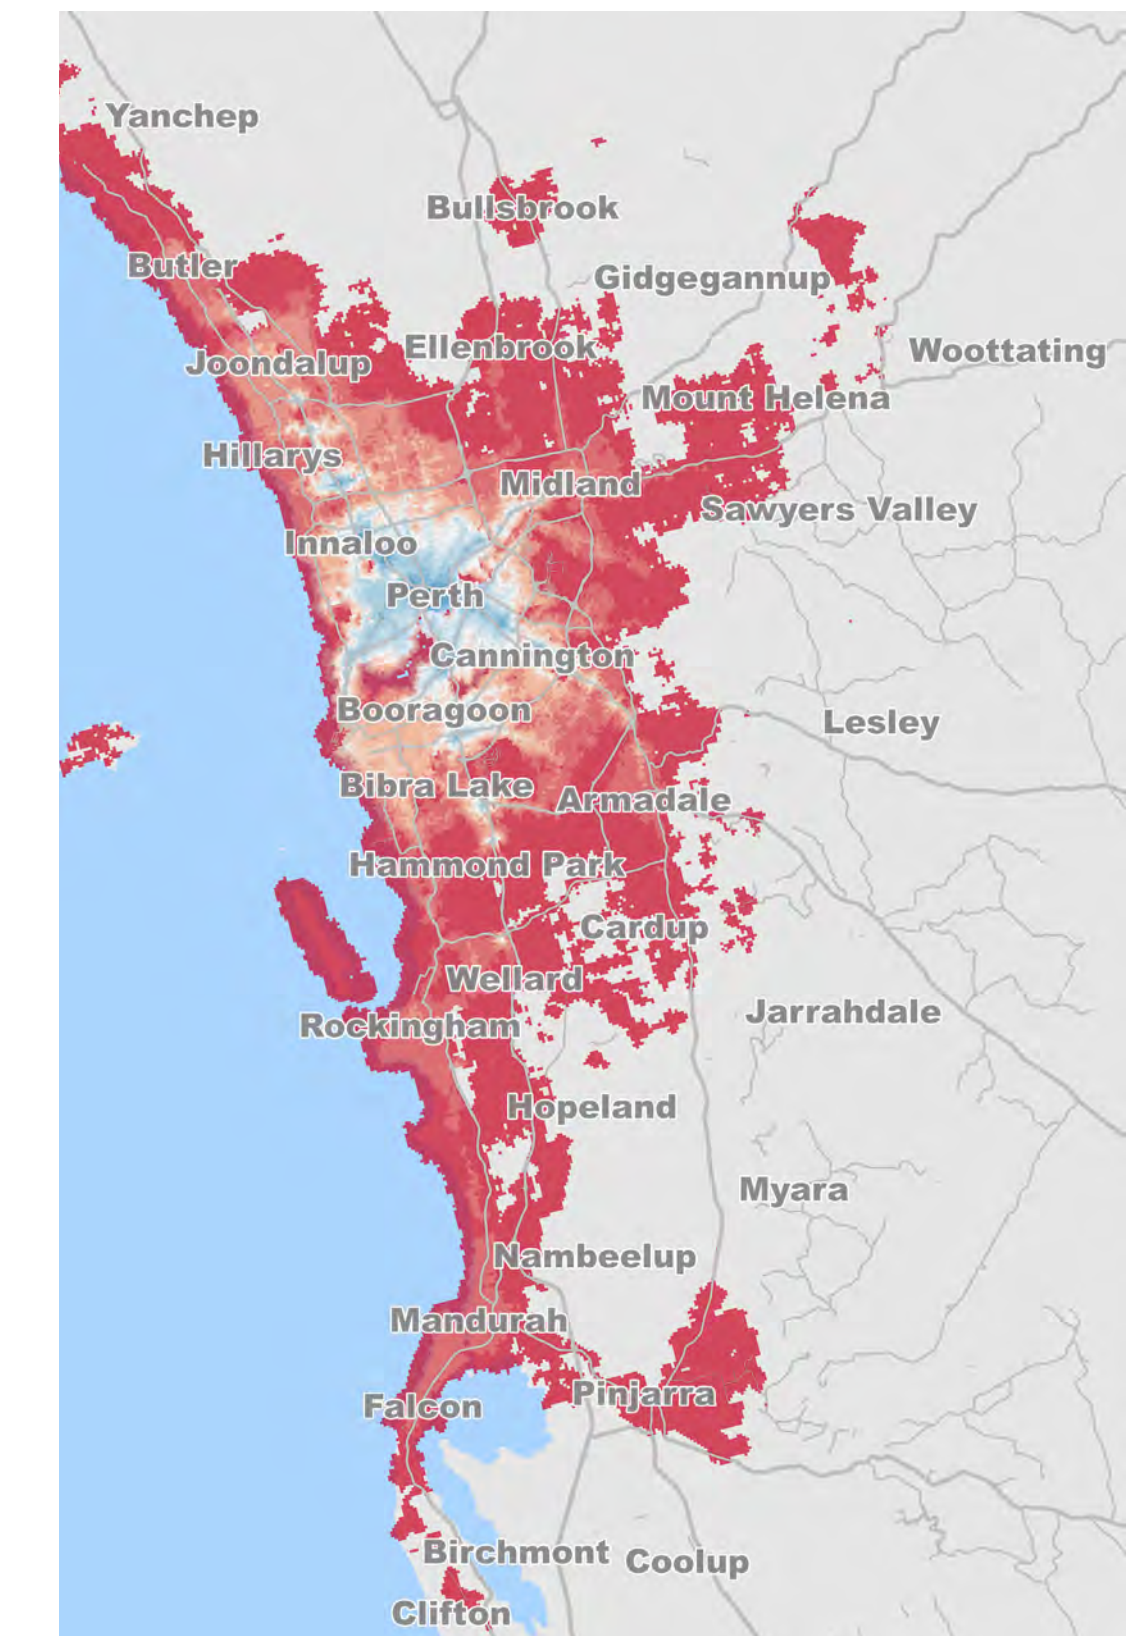 Yanchep
Bullsbrook
Butler
Gidgegannup
Ellenbrook
Woottating
Joondalup
Mount Helena
Hillarys
Midland
Sawyers Valley
Innaloo
Perth
Cannington
Booragoon
Lesley
Bibra Lake
Armadale
Hammond Park
Cardup
Wellard
Jarrahdale
Rockingham
Hopeland
Myara
Nambeelup
Mandurah
Pinjarra
Falcon
Birchmont
Coolup
Clifton